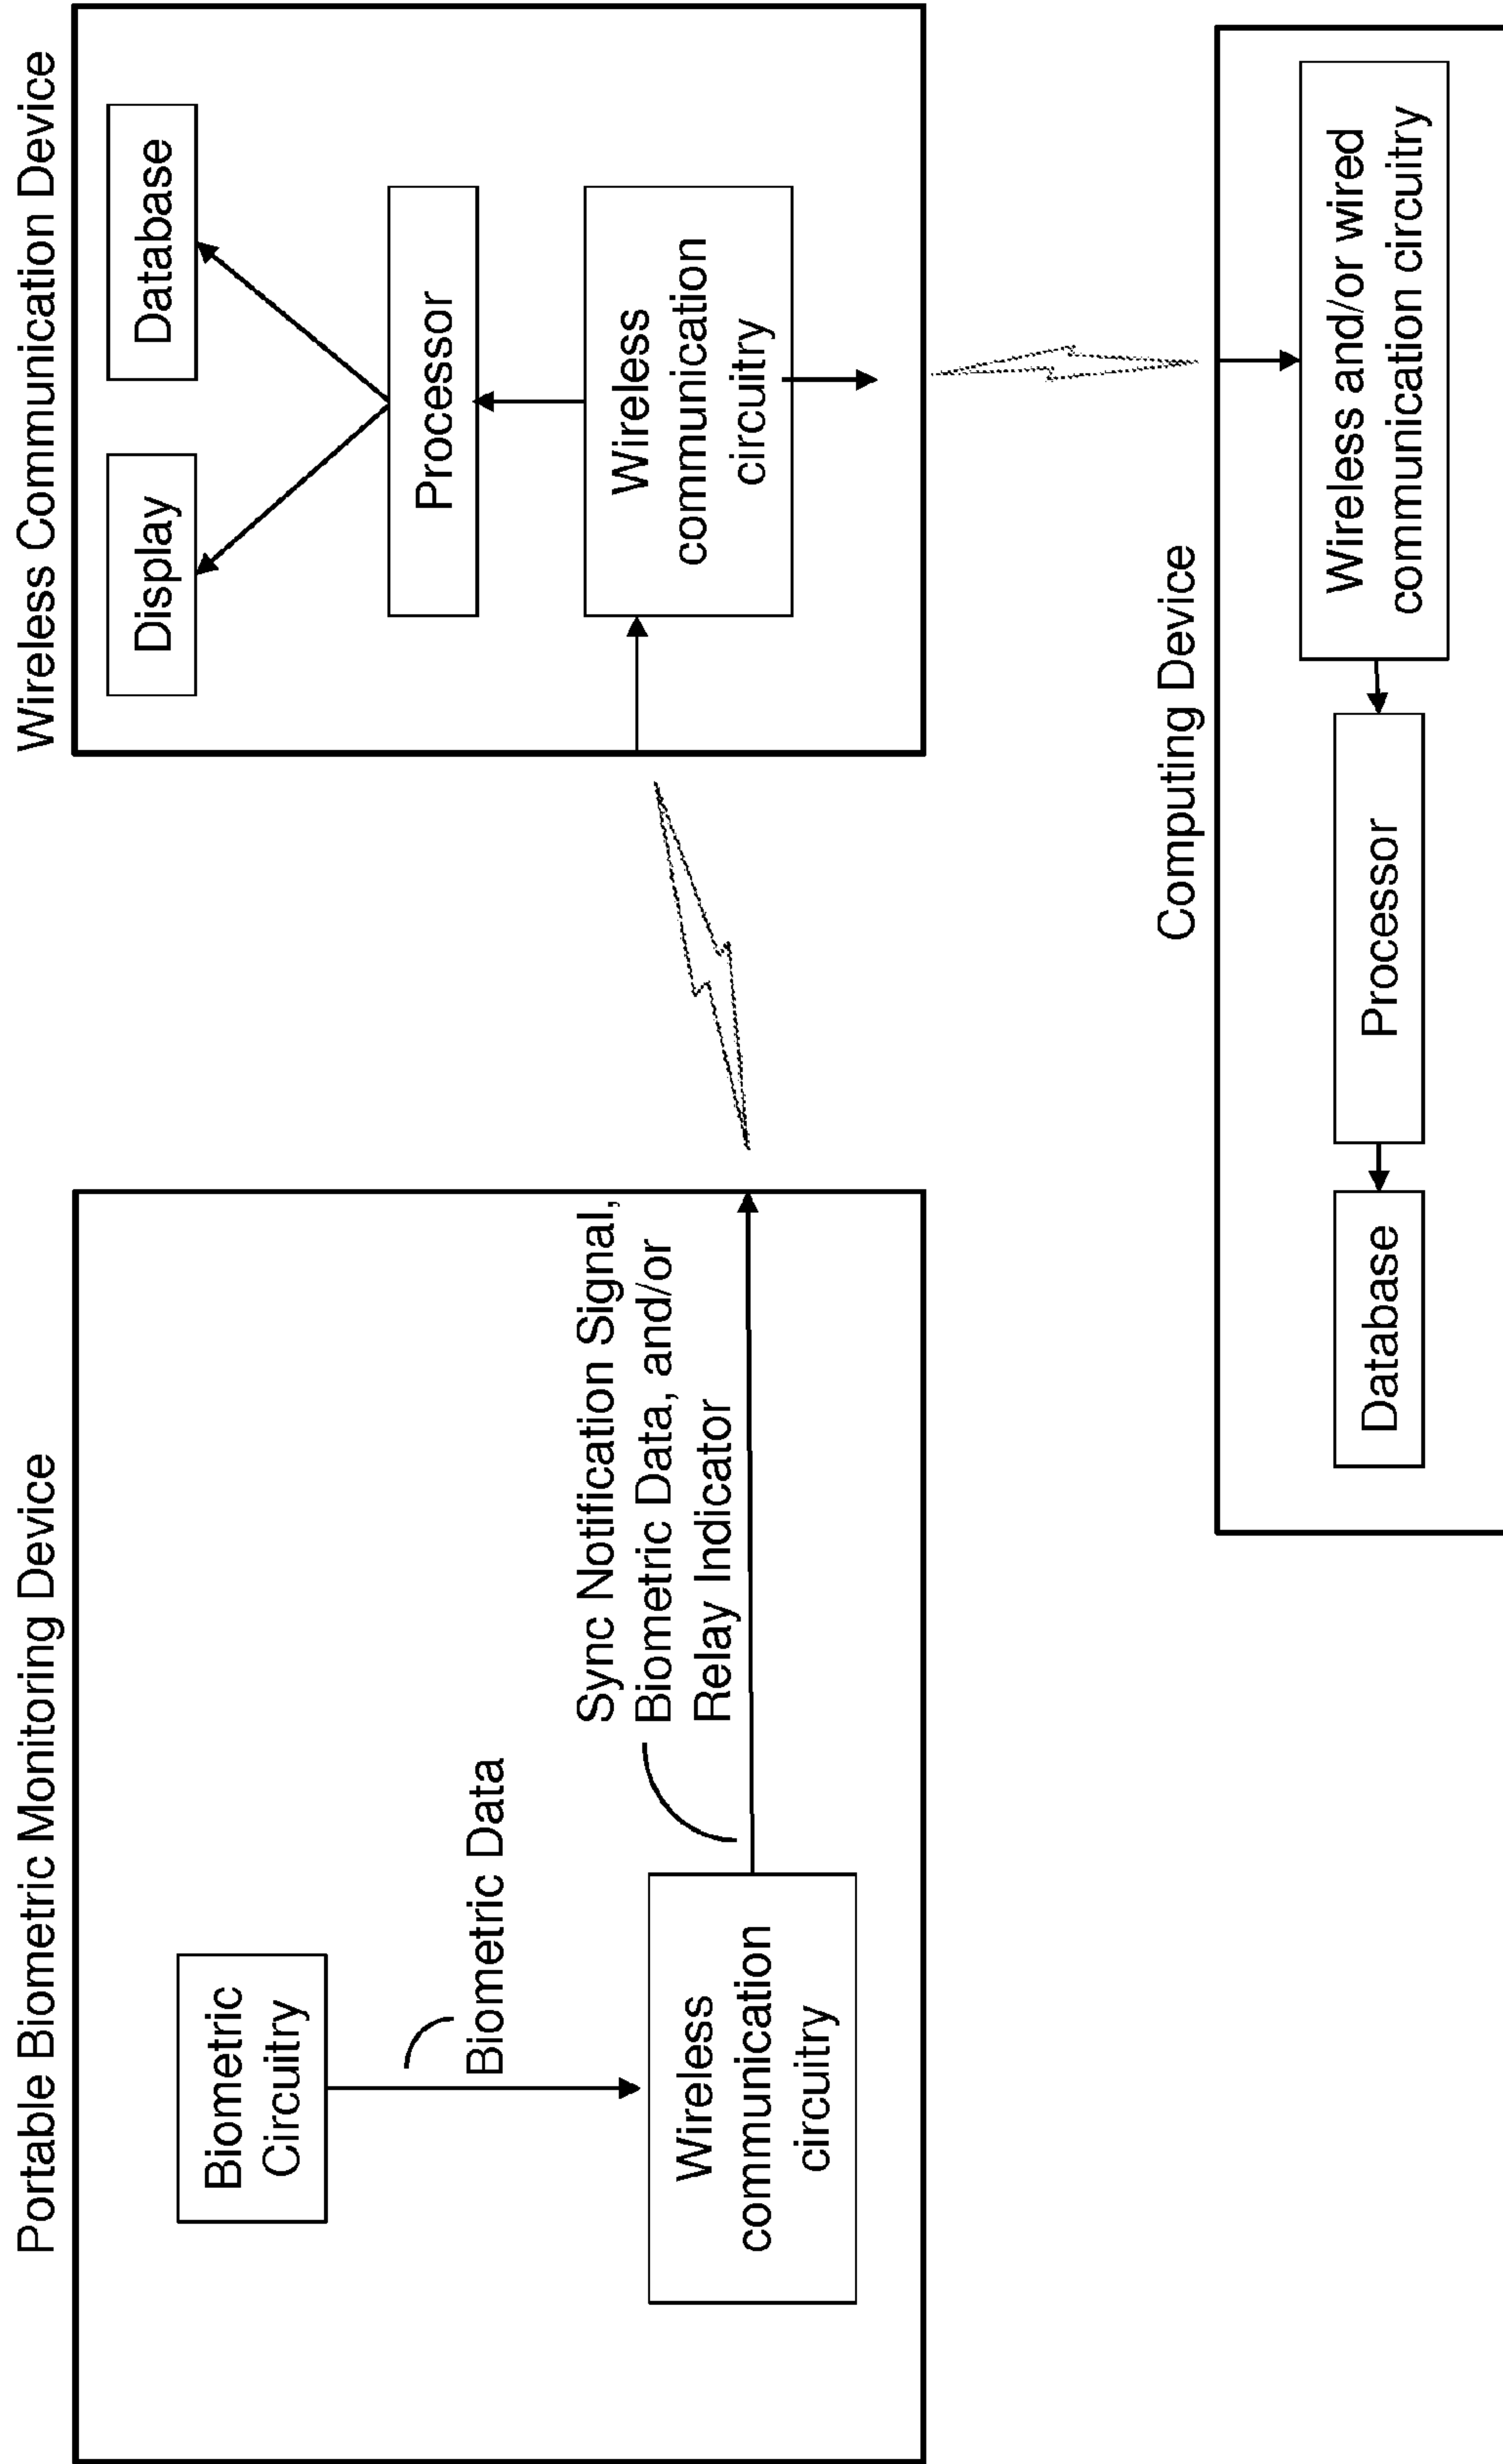 Portable Biometric Monitoring Device
Biometric
Circuitry
Biometric Data
Wireless
communication
circuitry
Sync Notification Signal,
Biometric Data, and/or
Relay Indicator
Wireless Communication Device
Display
Database
Processor
Wireless
communication
circuitry
Computing Device
Database
Processor
Wireless and/or wired
communication circuitry